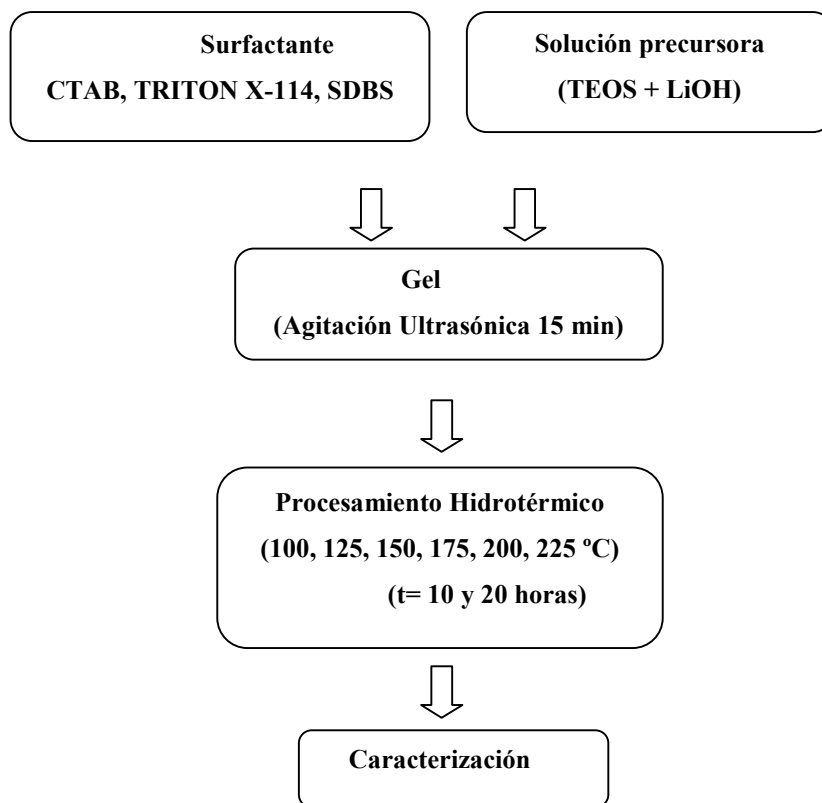 Surfactante
CTAB, TRITON X-114, SDBS
Solución precursora
(TEOS + LiOH)
Gel
(Agitación Ultrasónica 15 min)
Procesamiento Hidrotérmico
(100, 125, 150, 175, 200, 225 ºC)
(t= 10 y 20 horas)
Caracterización